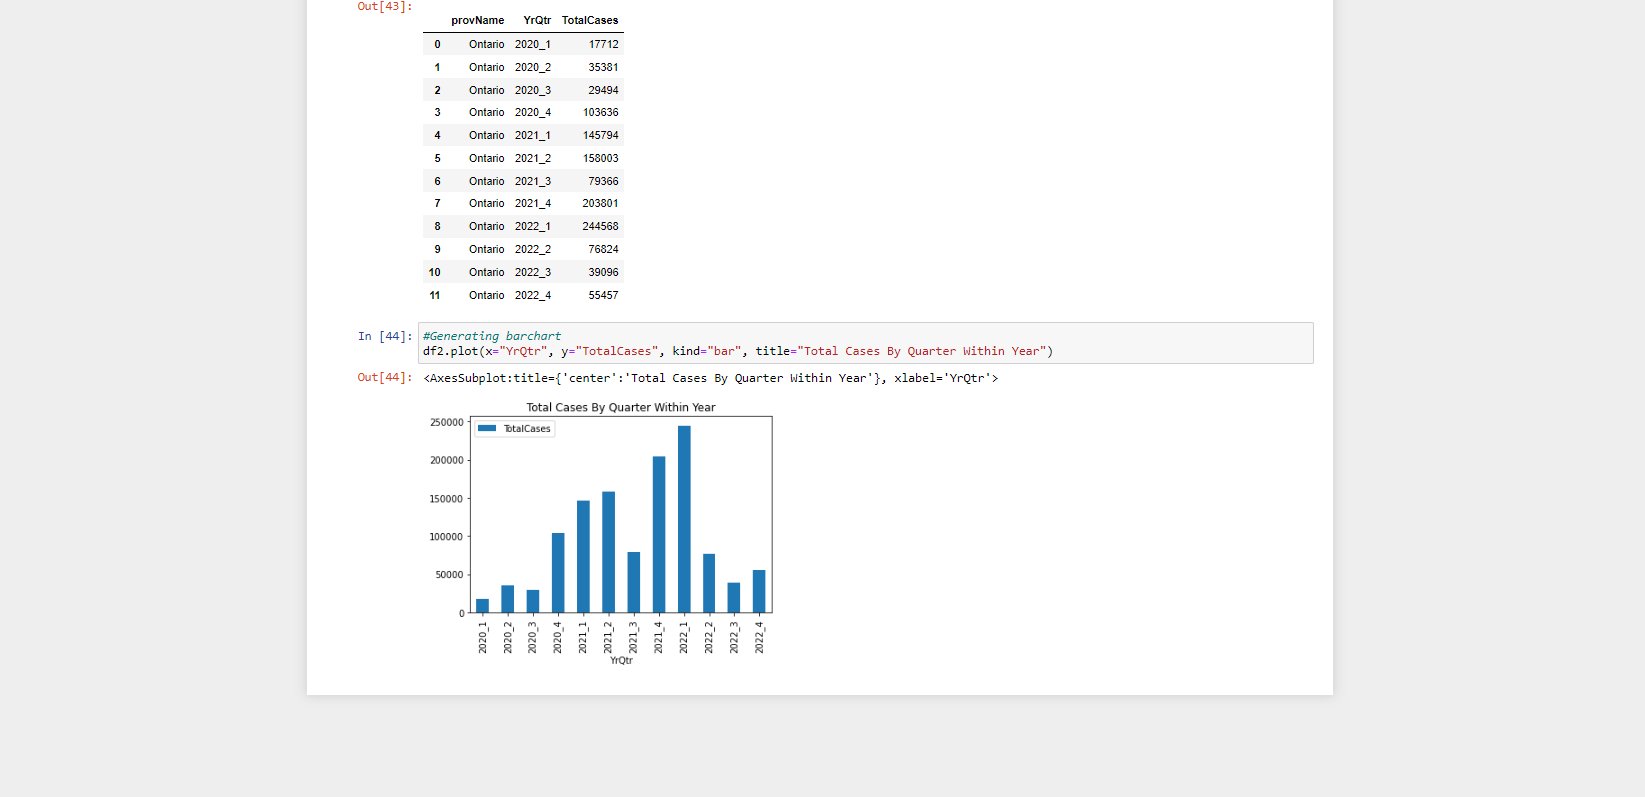 Out[43]:
provName YrQtr TotalCases
0 Ontario 2020_1 17712
1 Ontario 2020_2 35381
2 Ontario 2020_3 29494
3 Ontario 2020_4 103636
4 Ontario 2021_1 145794
5 Ontario 2021_2 158003
6 Ontario 2021_3 79366
7 Ontario 2021_4 203801
8 Ontario 2022_1 244568
9 Ontario 2022_2 76824
10 Ontario 2022_3 39096
11 Ontario 2022_4 55457
In [44]: #Generating barchart
df2.plot(x="YrQtr", y="TotalCases", kind="bar", title="Total Cases By Quarter Within Year")
Out[44]: <AxesSubplot:title={'center':'Total Cases By Quarter Within Year'}, xlabel='YrQtr'>
Total Cases By Quarter Within Year
250000
TotalCases
200000
150000
100000
50000
0
2020_1 2020_2 2020_3 2020_4 2021_1 2021_2 2021_3 2021_4 2022_1 2022_2 2022_3 2022_4
YrQtr